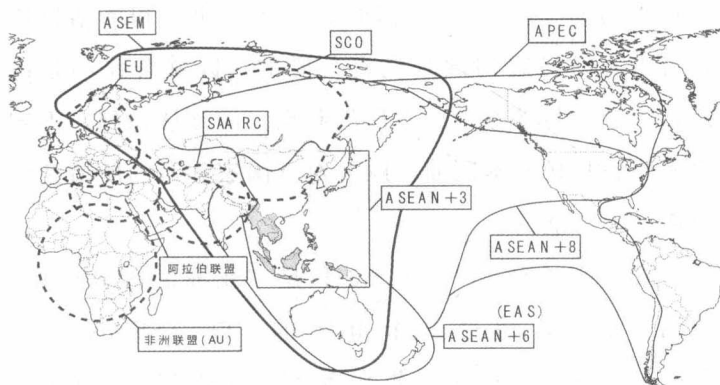 ASEM
SCO
APEC
EU
SAARC
ASEAN+3
ASEAN+8
阿拉伯联盟
(EAS)
ASEAN+6
非洲联盟(AU)